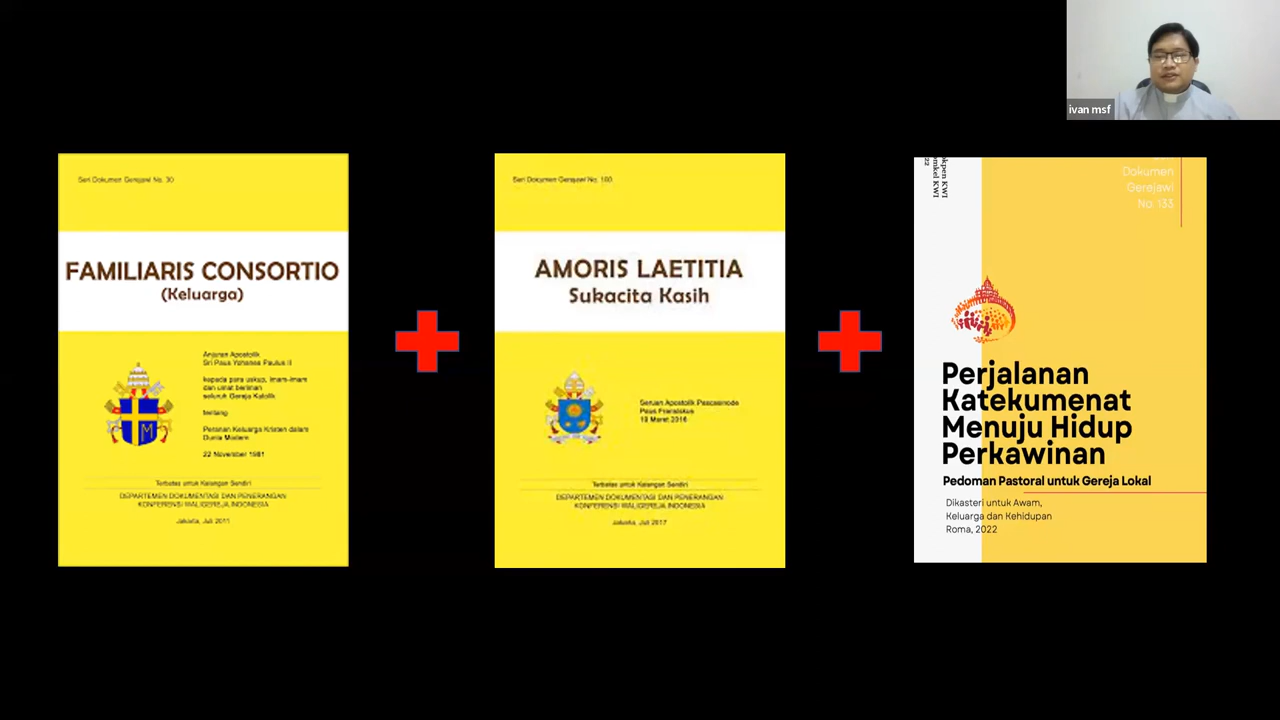 ivan msf
Seri Dokumen Gerejawi No. 30
FAMILIARIS CONSORTIO
(Keluarga)
Anjuran Apostolik
Sri Paus Yohanes Paulus II
kepada para uskup, imam-imam
dan umat beriman
seluruh Gereja Katolik
tentang
Peranan Keluarga Kristen dalam
Dunia Modern
22 November 1981
Terbatas untuk Kalangan Sendiri
DEPARTEMEN DOKUMENTASI DAN PENERANGAN
KONFERENSI WALIGEREJA INDONESIA
Jakarta, Juli 2011
Seri Dokumen Gerejawi No. 100
AMORIS LAETITIA
Sukacita Kasih
Seruan Apostolik Pascasinode
Paus Fransiskus
19 Maret 2016
Terbatas untuk Kalangan Sendiri
DEPARTEMEN DOKUMENTASI DAN PENERANGAN
KONFERENSI WALIGEREJA INDONESIA
Jakarta, Juli 2017
KWI
KWI
Dokumen
Gerejawi
No. 133
Perjalanan
Katekumenat
Menuju Hidup
Perkawinan
Pedoman Pastoral untuk Gereja Lokal
Dikasteri untuk Awam,
Keluarga dan Kehidupan
Roma, 2022